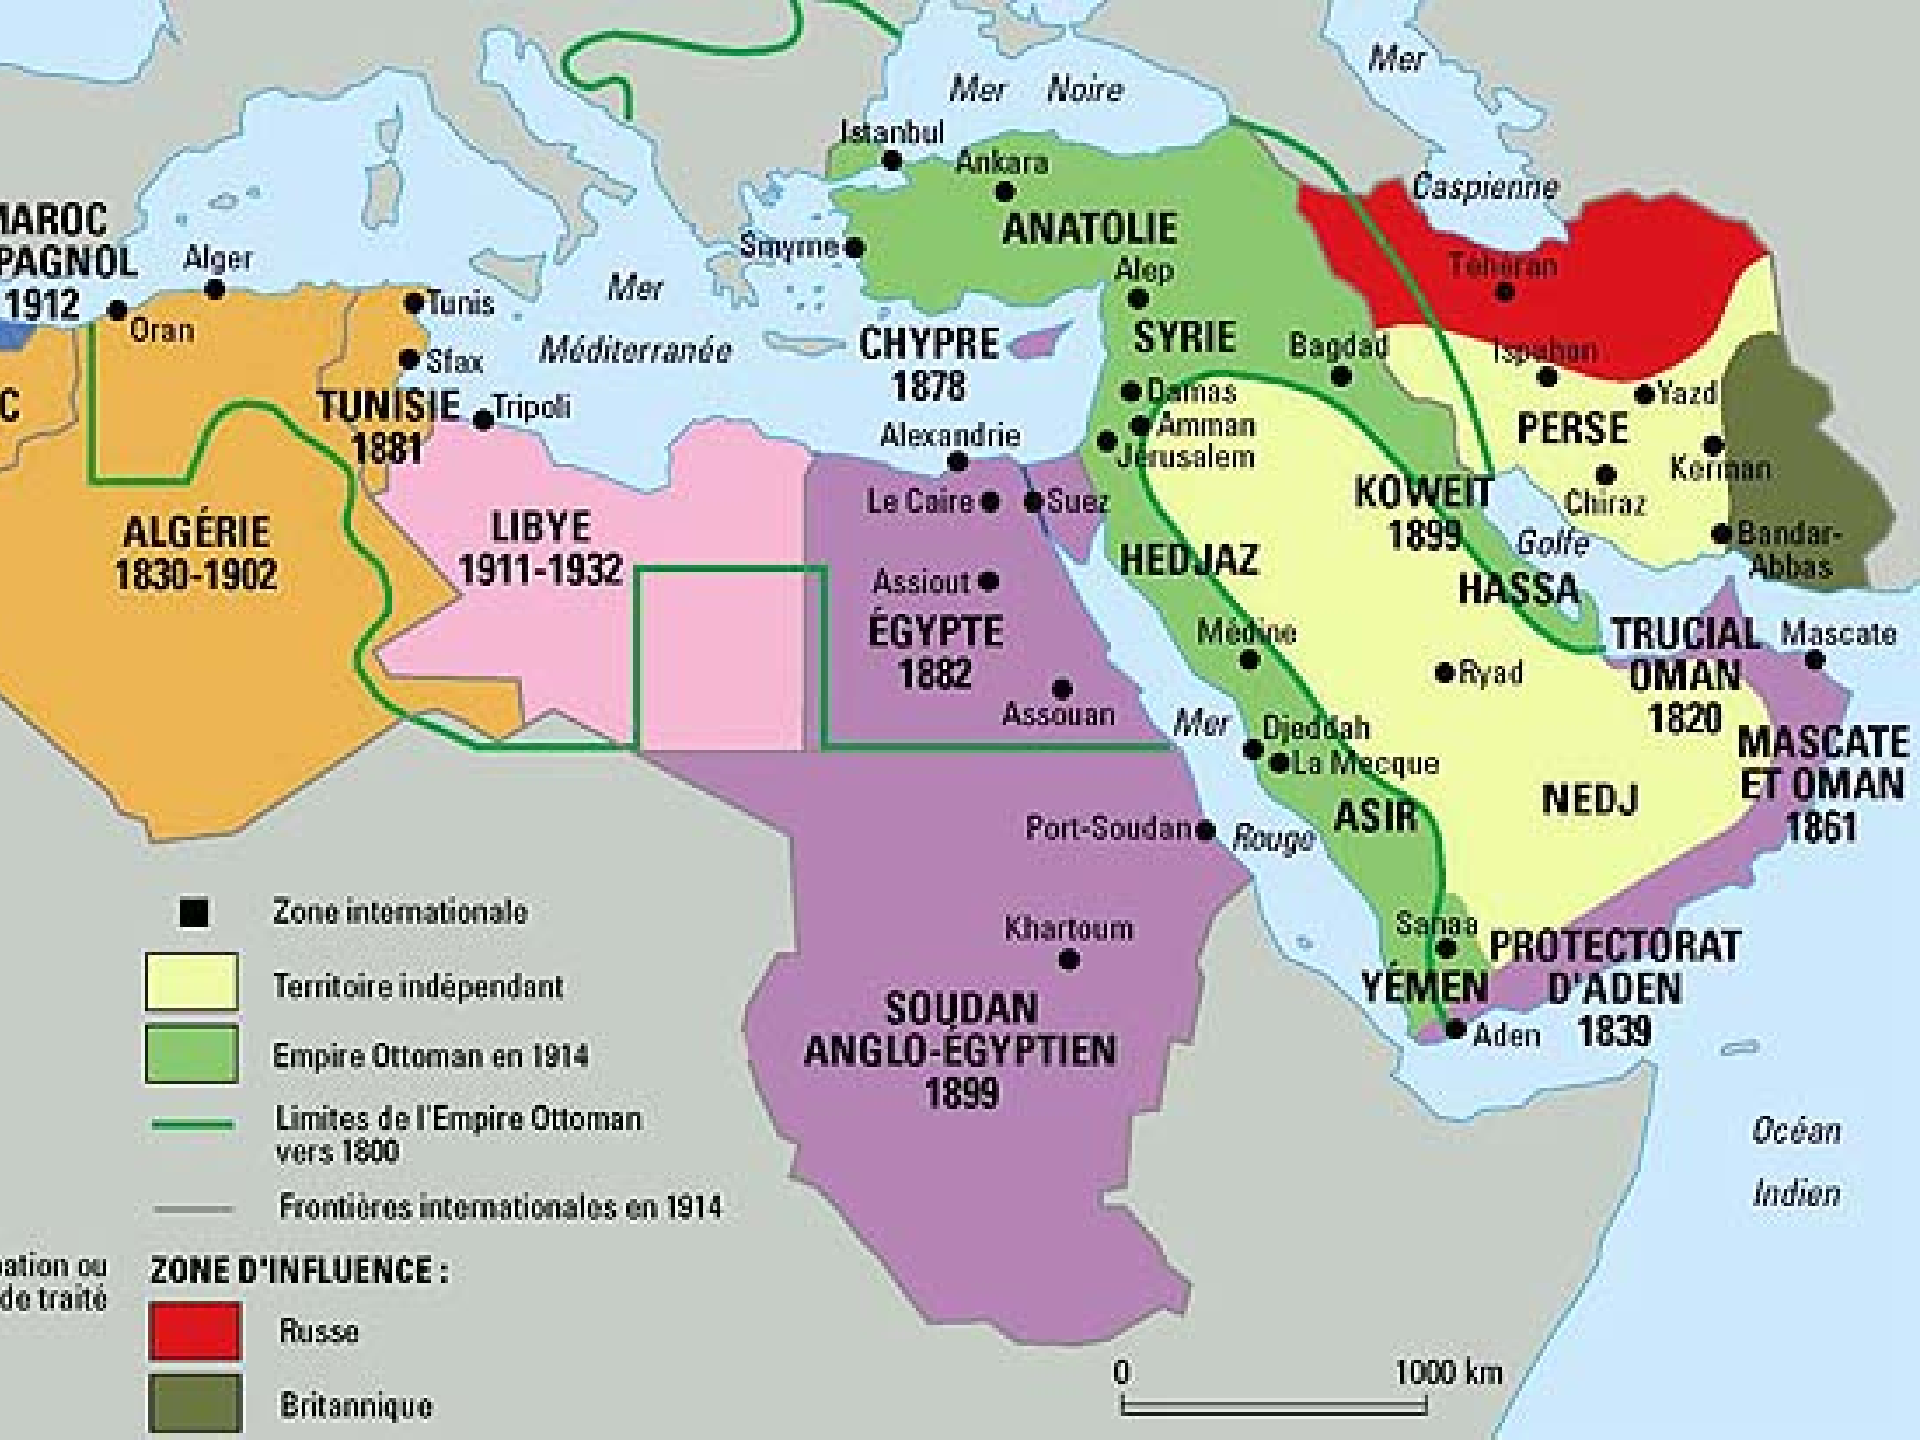 Mer
Mer Noire
Istanbul
Ankara
Caspienne
MAROC
PAGNOL
1912
Alger
Oran
Tunis
Sfax
Smyrne
ANATOLIE
Alep
Téhéran
Mer
Méditerranée
CHYPRE
1878
SYRIE
Bagdad
Ispahan
Yazd
C
TUNISIE
1881
Tripoli
Damas
Amman
Jérusalem
PERSE
Kerman
Chiraz
Alexandrie
Le Caire
Suez
KOWEIT
1899
Golfe
Bandar-
Abbas
ALGÉRIE
1830-1902
LIBYE
1911-1932
HEDJAZ
HASSA
Assiout
ÉGYPTE
1882
Médine
Ryad
TRUCIAL
OMAN
1820
Mascate
Assouan
Mer
Rouge
Djeddah
La Mecque
MASCATE
ET OMAN
1861
ASIR
NEDJ
Port-Soudan
Khartoum
Sanaa
YÉMEN
PROTECTORAT
D'ADEN
1839
Aden
SOUDAN
ANGLO-ÉGYPTIEN
1899
Océan
Indien
Zone internationale
Territoire indépendant
Empire Ottoman en 1914
Limites de l'Empire Ottoman
vers 1800
Frontières internationales en 1914
pation ou
de traité
ZONE D'INFLUENCE :
Russe
Britannique
0 1000 km